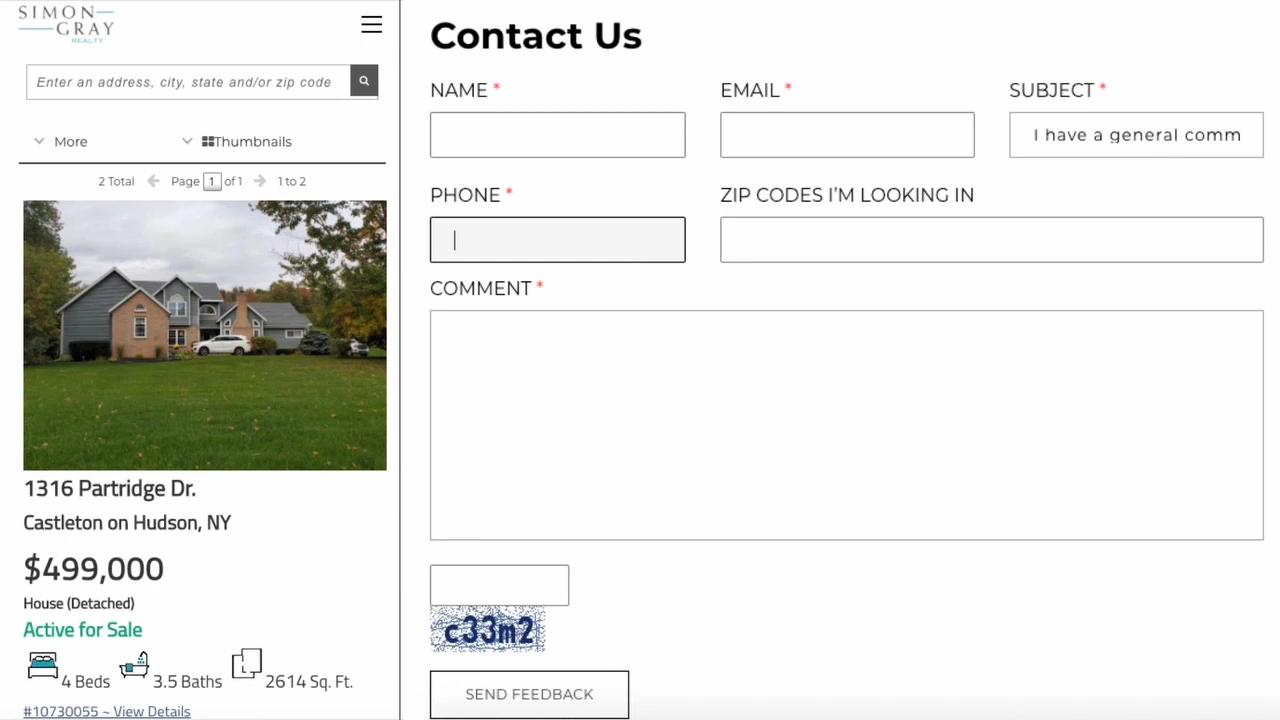 SIMON
GRAY
REALTY
Enter an address, city, state and/or zip code
More
Thumbnails
2 Total Page 1 of 1 1 to 2
1316 Partridge Dr.
Castleton on Hudson, NY
$499,000
House (Detached)
Active for Sale
4 Beds 3.5 Baths 2614 Sq. Ft.
#10730055 ~ View Details
Contact Us
NAME *
EMAIL *
SUBJECT *
I have a general comm
PHONE *
ZIP CODES I'M LOOKING IN
COMMENT *
c33m2
SEND FEEDBACK